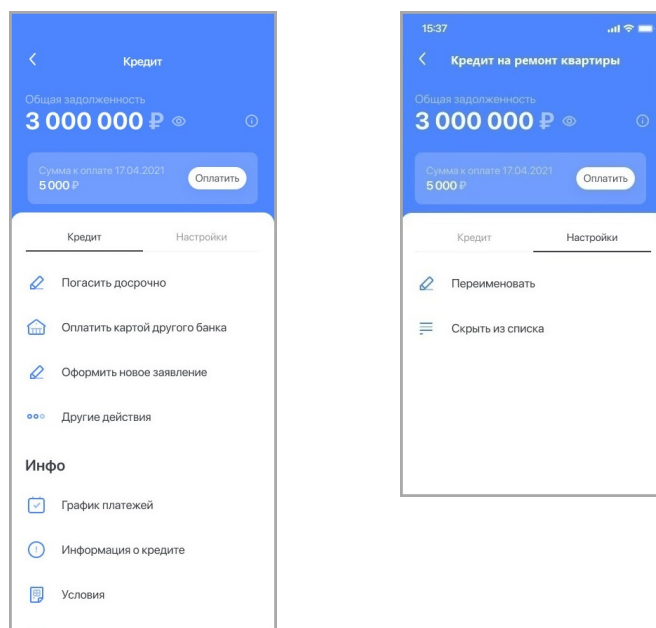 Кредит
Общая задолженность
3 000 000 ₽
Сумма к оплате 17.04.2021
5 000 ₽
Оплатить
Кредит
Настройки
Погасить досрочно
Оплатить картой другого банка
Оформить новое заявление
Другие действия
Инфо
График платежей
Информация о кредите
Условия
15:37
Кредит на ремонт квартиры
Общая задолженность
3 000 000 ₽
Сумма к оплате 17.04.2021
5 000 ₽
Оплатить
Кредит
Настройки
Переименовать
Скрыть из списка